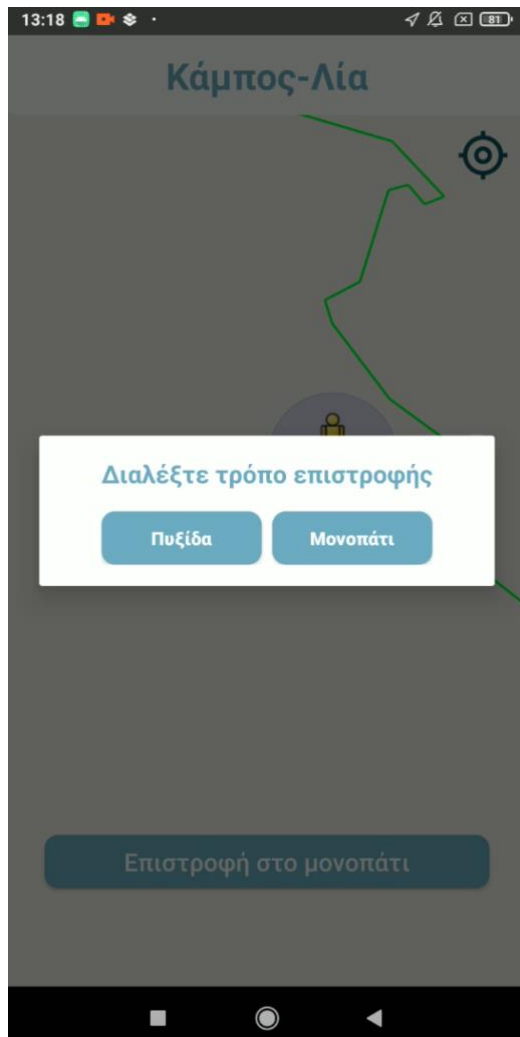 13:18
81
Κάμπος-Λία
Διαλέξτε τρόπο επιστροφής
Πυξίδα Μονοπάτι
Επιστροφή στο μονοπάτι